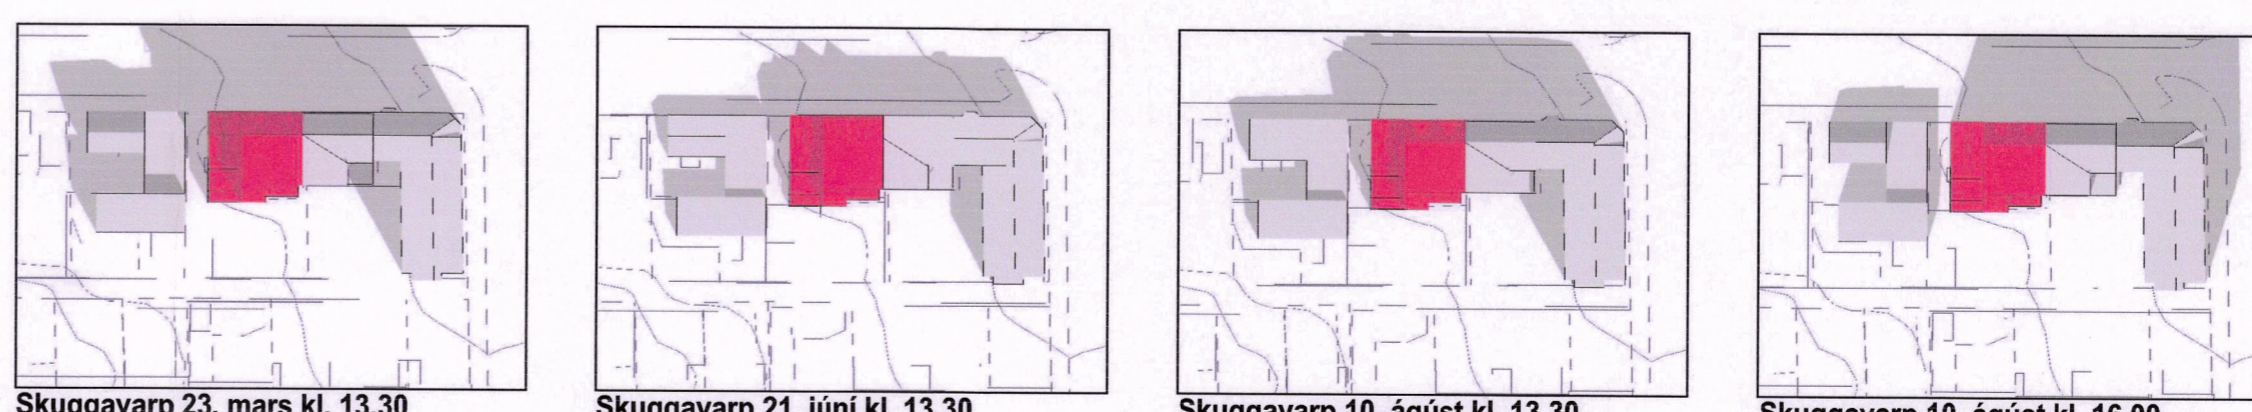 Skuggavarp 23. mars kl. 13.30
Skuggavarp 21. júní kl. 13.30
Skuggavarp 10. ágúst kl. 13.30
Skuggavarp 10. ágúst kl. 16.00